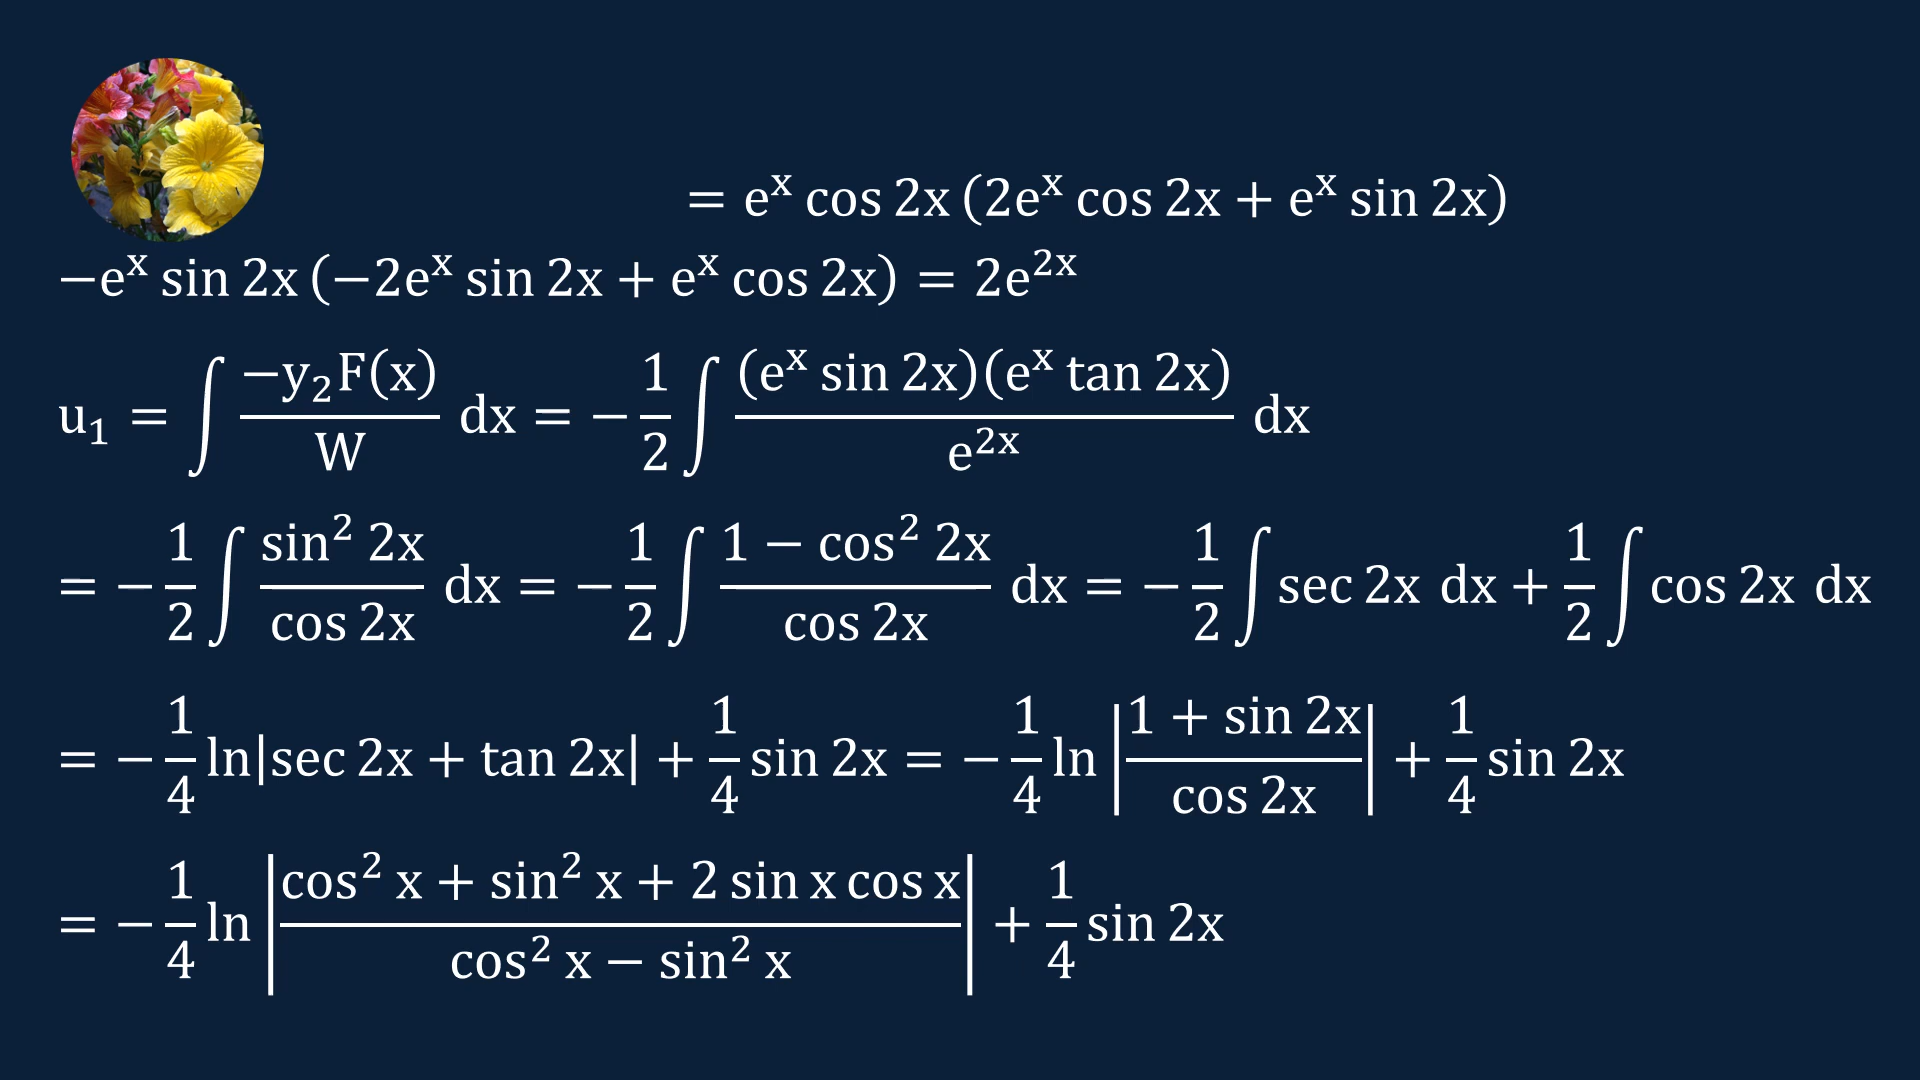 = eˣ cos 2x (2eˣ cos 2x + eˣ sin 2x)
−eˣ sin 2x (−2eˣ sin 2x + eˣ cos 2x) = 2e²ˣ
u₁ = ∫ (−y₂F(x))/W dx = −1/2 ∫ ((eˣ sin 2x)(eˣ tan 2x))/e²ˣ dx
= −1/2 ∫ (sin² 2x)/(cos 2x) dx = −1/2 ∫ (1 − cos² 2x)/(cos 2x) dx = −1/2 ∫ sec 2x dx + 1/2 ∫ cos 2x dx
= −1/4 ln|sec 2x + tan 2x| + 1/4 sin 2x = −1/4 ln |(1 + sin 2x)/(cos 2x)| + 1/4 sin 2x
= −1/4 ln |(cos² x + sin² x + 2 sin x cos x)/(cos² x − sin² x)| + 1/4 sin 2x